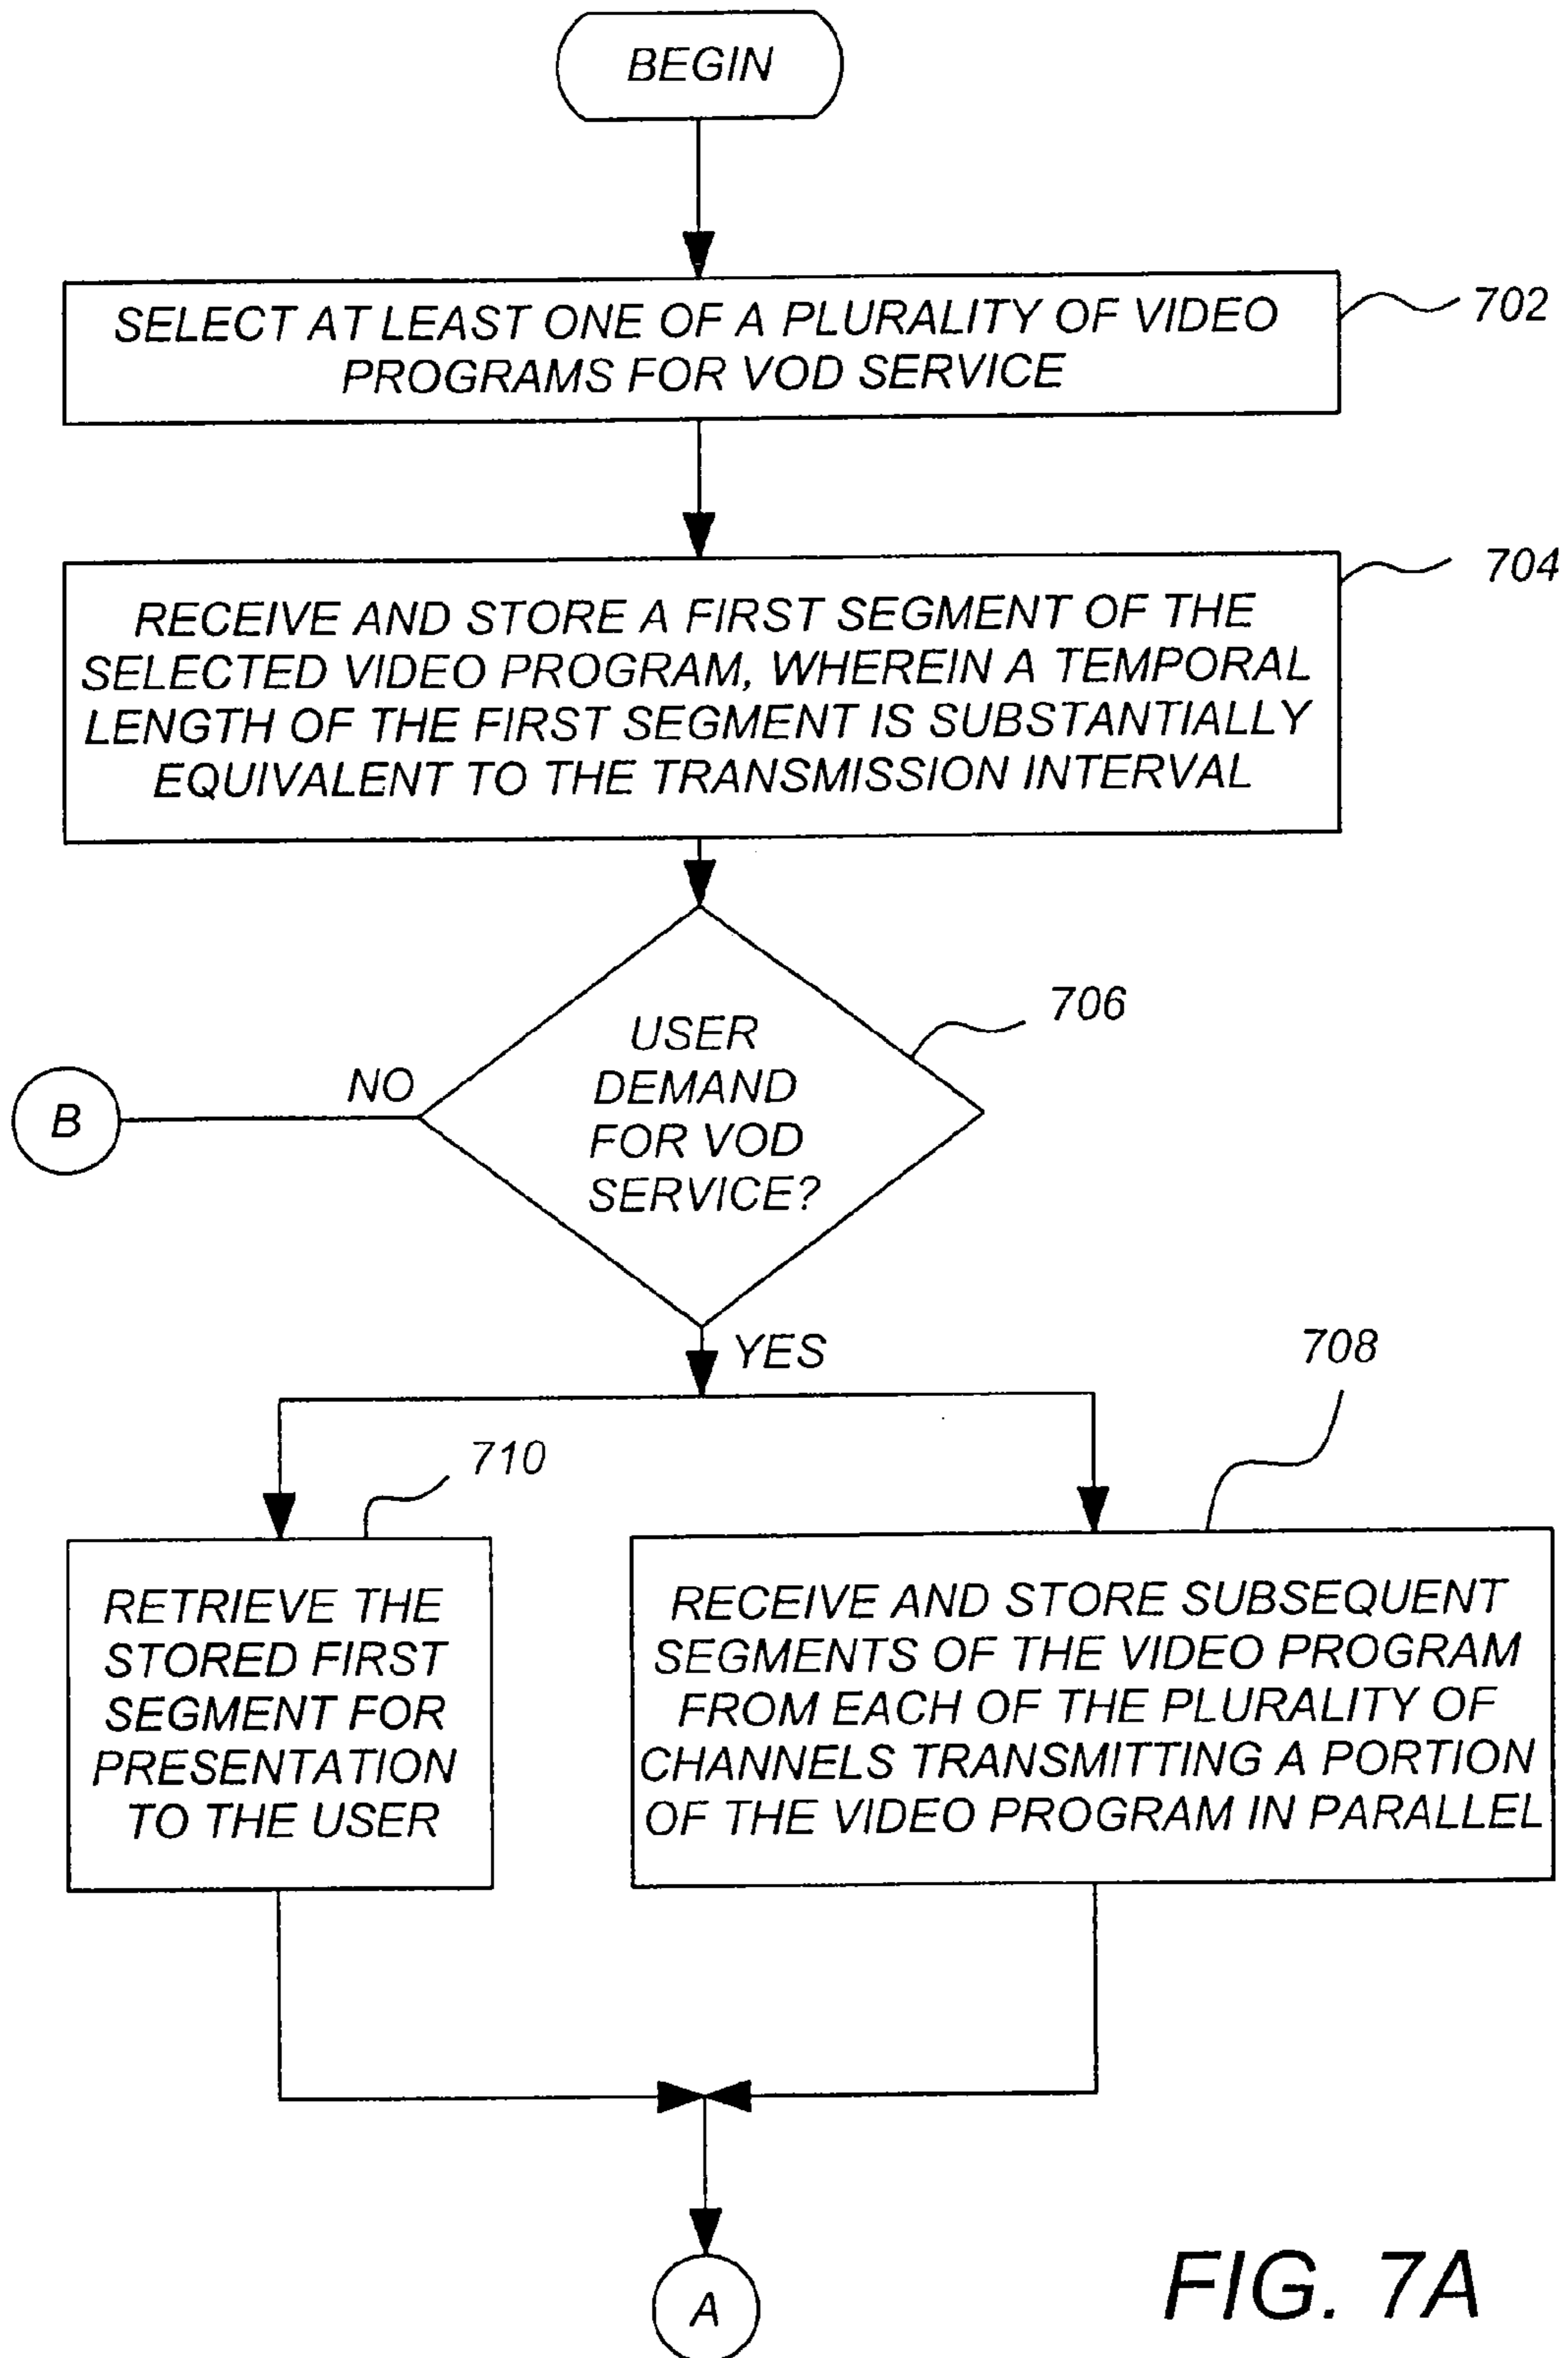 BEGIN
SELECT AT LEAST ONE OF A PLURALITY OF VIDEO
PROGRAMS FOR VOD SERVICE
702
RECEIVE AND STORE A FIRST SEGMENT OF THE
SELECTED VIDEO PROGRAM, WHEREIN A TEMPORAL
LENGTH OF THE FIRST SEGMENT IS SUBSTANTIALLY
EQUIVALENT TO THE TRANSMISSION INTERVAL
704
USER
DEMAND
FOR VOD
SERVICE?
706
NO
B
YES
710
RETRIEVE THE
STORED FIRST
SEGMENT FOR
PRESENTATION
TO THE USER
708
RECEIVE AND STORE SUBSEQUENT
SEGMENTS OF THE VIDEO PROGRAM
FROM EACH OF THE PLURALITY OF
CHANNELS TRANSMITTING A PORTION
OF THE VIDEO PROGRAM IN PARALLEL
A
FIG. 7A